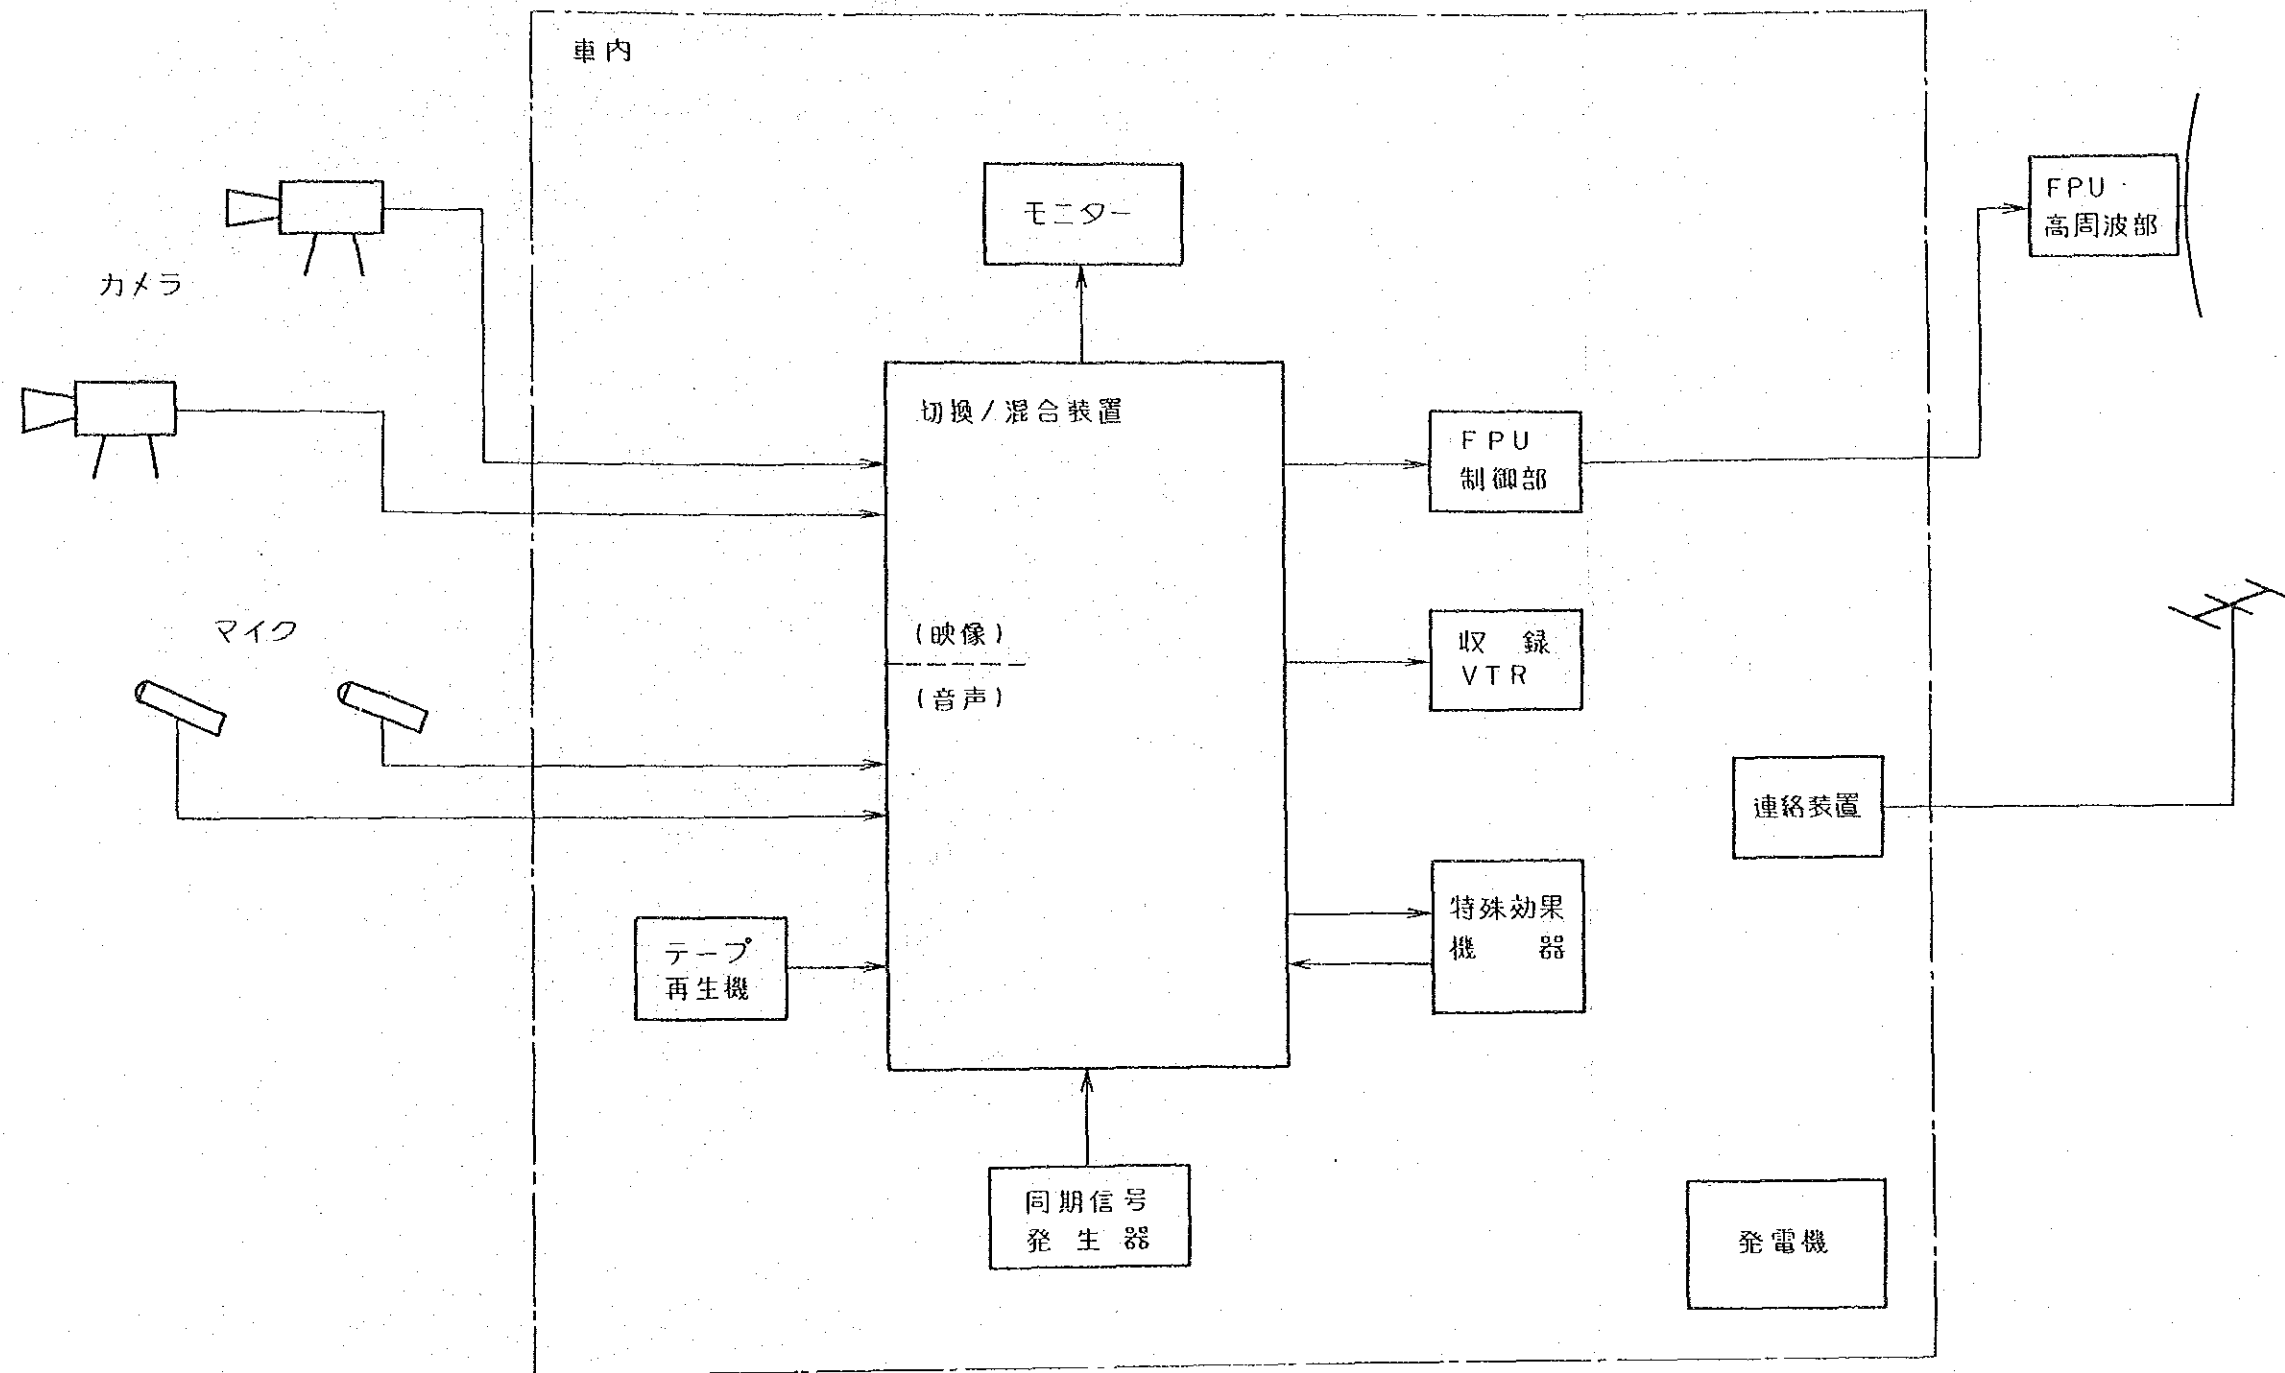 車内
モニター
FPU
高周波部
カメラ
切換/混合装置
FPU
制御部
マイク
(映像)
(音声)
収 録
VTR
連絡装置
特殊効果
機 器
テープ
再生機
同期信号
発 生 器
発電機